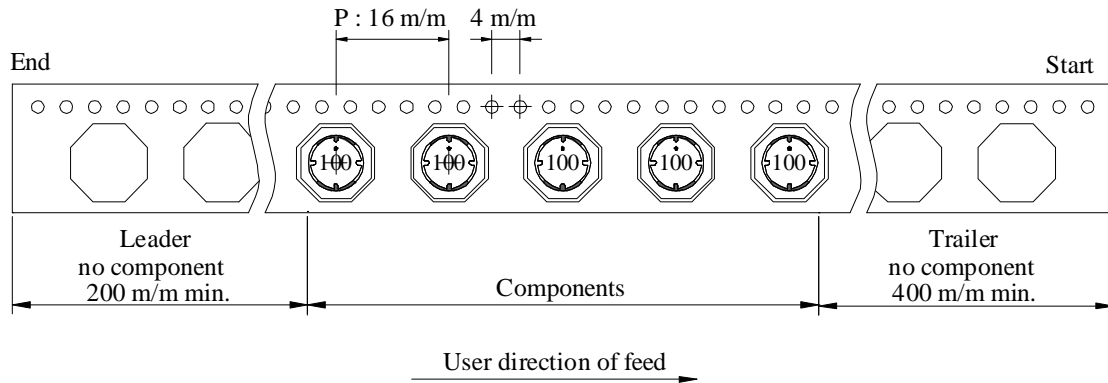 P : 16 m/m
4 m/m
End
Start
100
100
100
100
100
Leader
no component
200 m/m min.
Components
Trailer
no component
400 m/m min.
User direction of feed